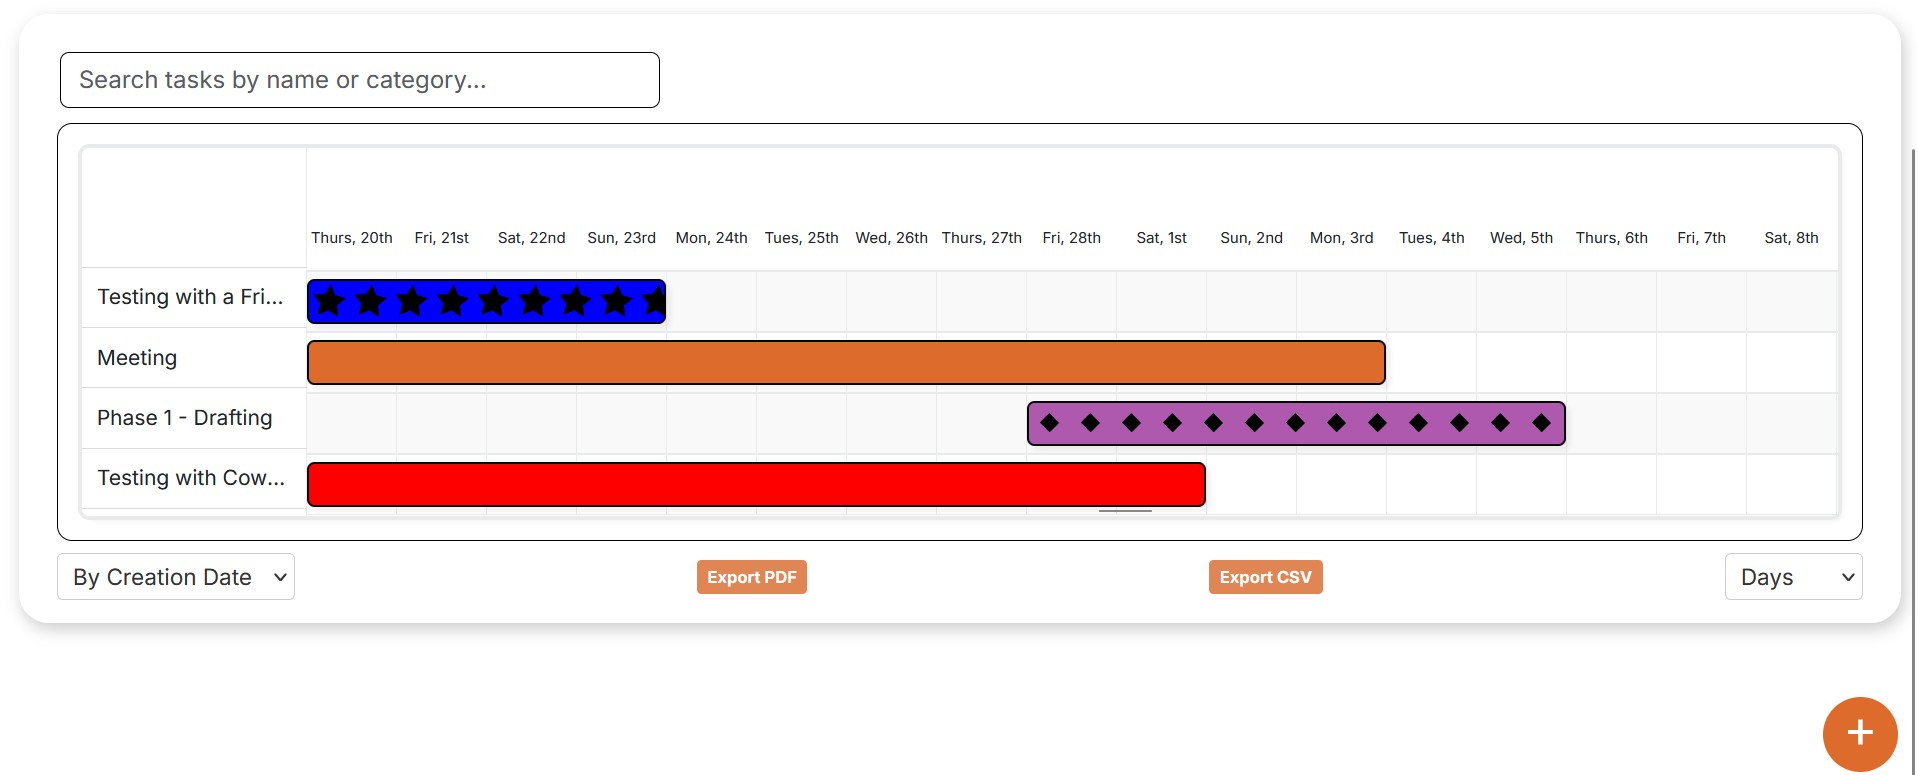 Search tasks by name or category...
Thurs, 20th Fri, 21st Sat, 22nd Sun, 23rd Mon, 24th Tues, 25th Wed, 26th Thurs, 27th Fri, 28th Sat, 1st Sun, 2nd Mon, 3rd Tues, 4th Wed, 5th Thurs, 6th Fri, 7th Sat, 8th
Testing with a Fri...
Meeting
Phase 1 - Drafting
Testing with Cow...
By Creation Date Export PDF Export CSV Days
+